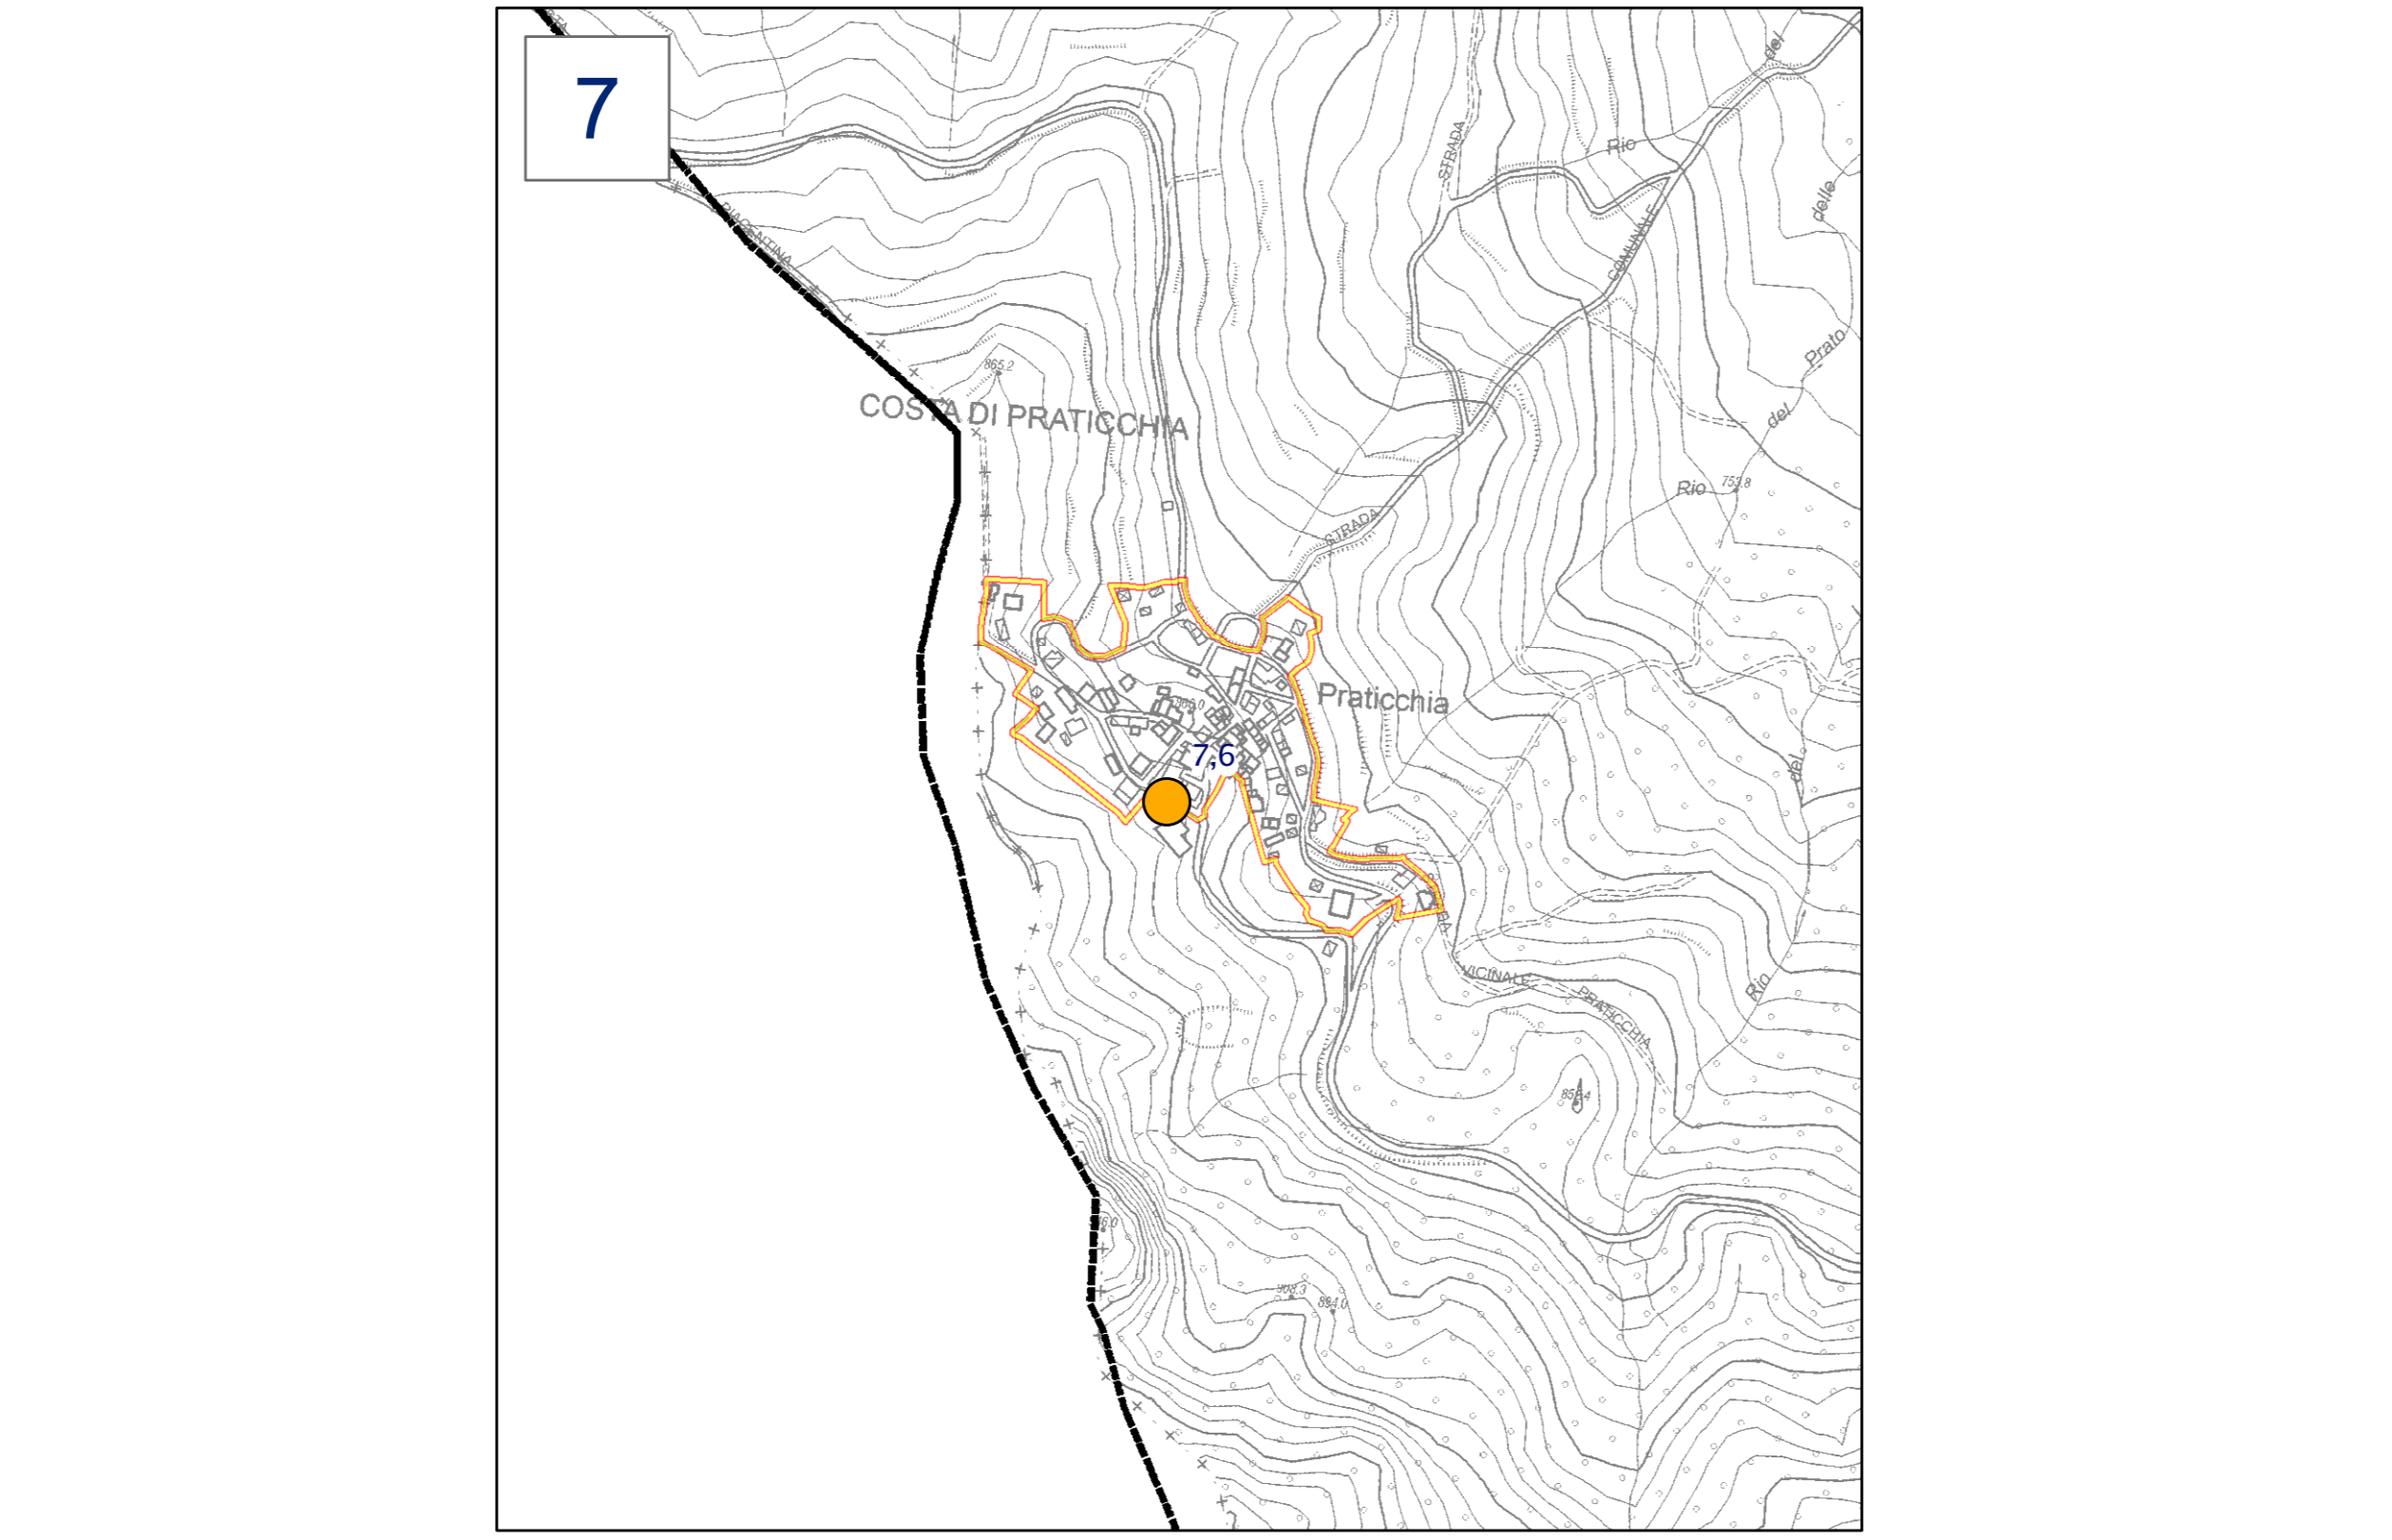 7
del
STRADA
Rio
delle
COMUNALE
PIACENTINA
Prato
865.2
COSTA DI PRATICCHIA
del
Rio
753.8
STRADA
Praticchia
7,6
del
VICINALE
PRATICCHIA
Rio
908.3
894.0